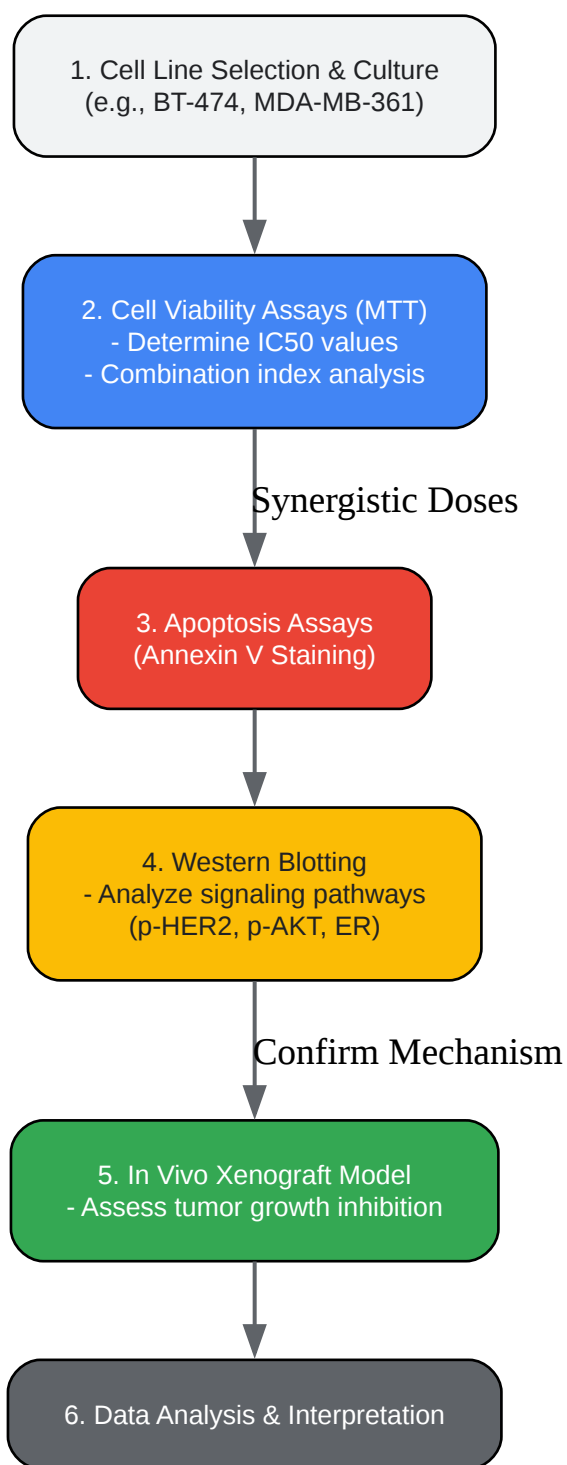 1. Cell Line Selection & Culture
(e.g., BT-474, MDA-MB-361)
2. Cell Viability Assays (MTT)
- Determine IC50 values
- Combination index analysis
Synergistic Doses
3. Apoptosis Assays
(Annexin V Staining)
4. Western Blotting
- Analyze signaling pathways
(p-HER2, p-AKT, ER)
Confirm Mechanism
5. In Vivo Xenograft Model
- Assess tumor growth inhibition
6. Data Analysis & Interpretation